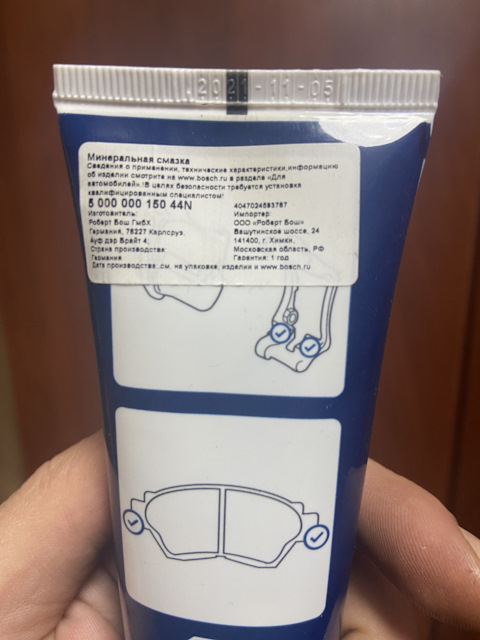 2021-11-05
Минеральная смазка
Сведения о применении, технические характеристики,информацию
об изделии смотрите на www.bosch.ru в разделе «Для
автомобилей».!В целях безопасности требуется установка
квалифицированным специалистом!
5 000 000 150 44N
4047024583787
Изготовитель:
Импортер:
Роберт Бош ГмбХ
ООО «Роберт Бош»
Германия, 76227 Карлсруэ,
Вашутинское шоссе, 24
Ауф дэр Брайт 4;
141400, г. Химки,
Страна производства:
Московская область, РФ
Германия
Гарантия: 1 год
Дата производства:.см. на упаковке, изделии и www.bosch.ru